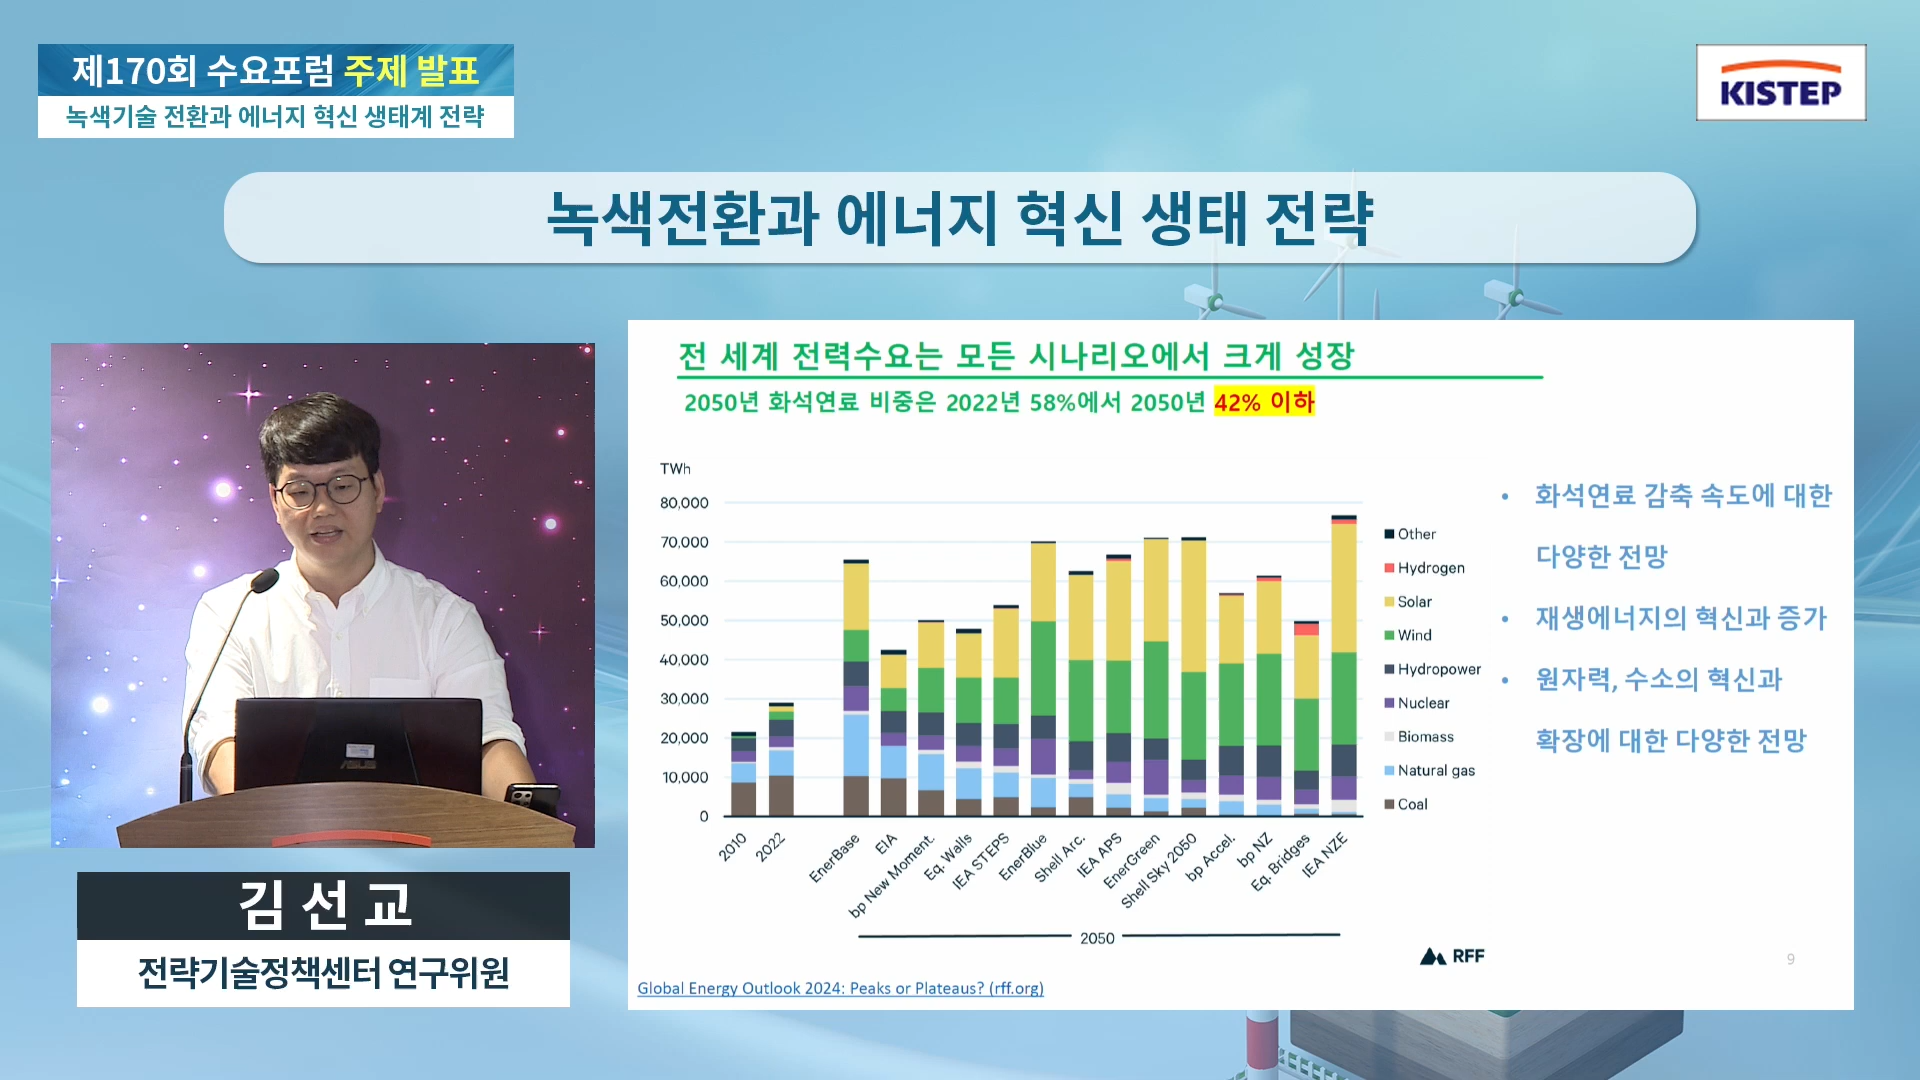 제170회 수요포럼 주제 발표
녹색기술 전환과 에너지 혁신 생태계 전략
KISTEP
녹색전환과 에너지 혁신 생태 전략
김 선 교
전략기술정책센터 연구위원
ASUS
전 세계 전력수요는 모든 시나리오에서 크게 성장
2050년 화석연료 비중은 2022년 58%에서 2050년 42% 이하
TWh
80,000
70,000
60,000
50,000
40,000
30,000
20,000
10,000
0
2010
2022
EnerBase
EIA
bp New Moment.
Eq. Walls
IEA STEPS
EnerBlue
Shell Arc.
IEA APS
EnerGreen
Shell Sky 2050
bp Accel.
bp NZ
Eq. Bridges
IEA NZE
2050
Other
Hydrogen
Solar
Wind
Hydropower
Nuclear
Biomass
Natural gas
Coal
• 화석연료 감축 속도에 대한
다양한 전망
• 재생에너지의 혁신과 증가
• 원자력, 수소의 혁신과
확장에 대한 다양한 전망
RFF
9
Global Energy Outlook 2024: Peaks or Plateaus? (rff.org)